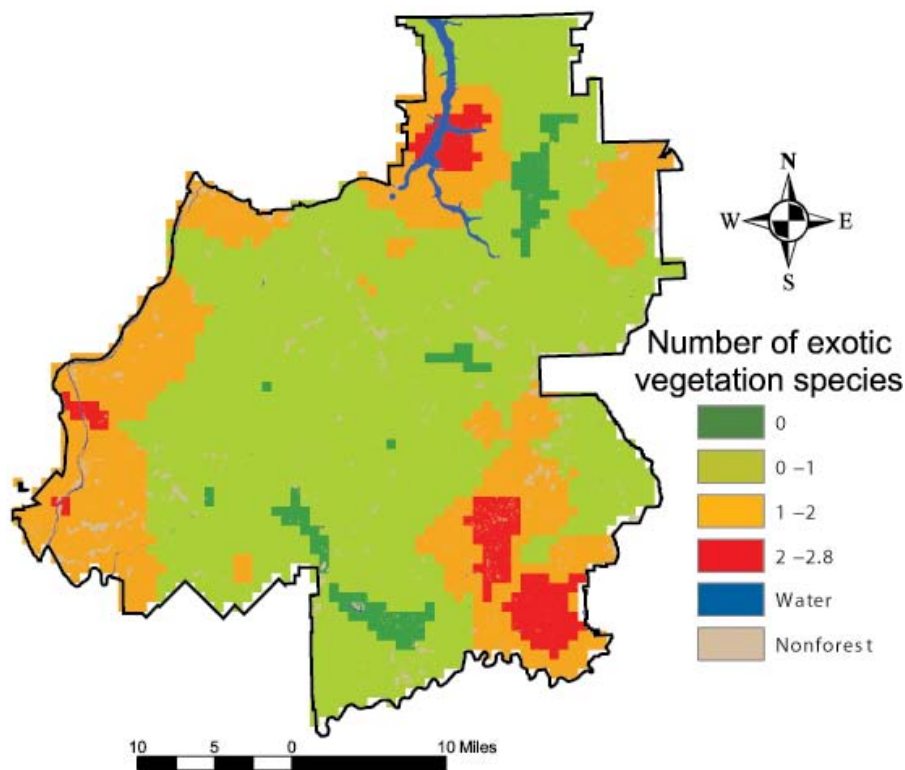 N
W E
S
Number of exotic
vegetation species
0
0 –1
1 –2
2 –2.8
Water
Nonforest
10 5 0 10 Miles